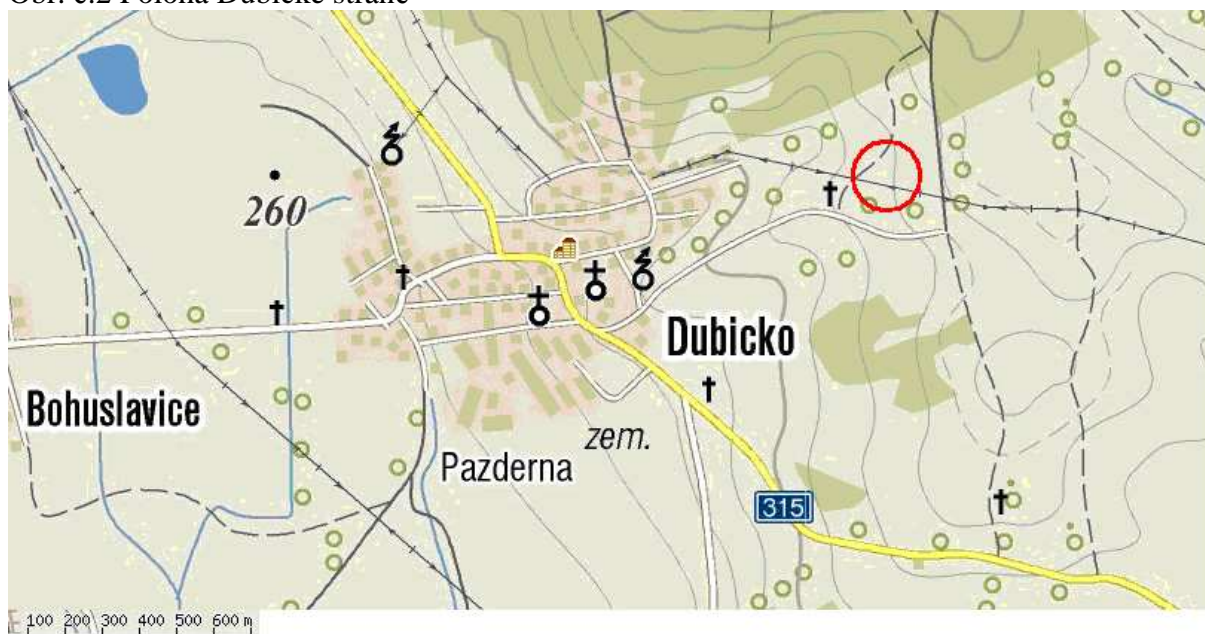 Obr. č.2 Poloha Dubické stráně
260
Dubicko
Bohuslavice
zem.
Pazderna
315
100 200 300 400 500 600 m